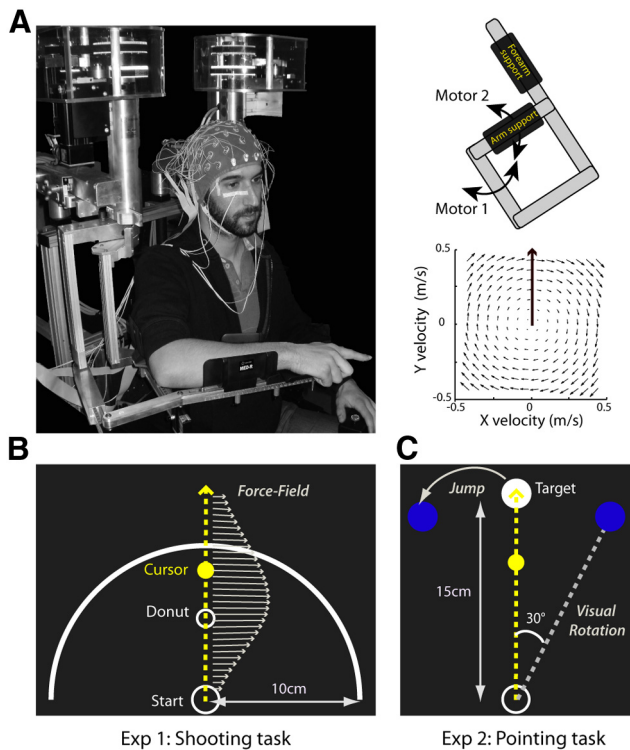 A
Forearm
support
Motor 2
Arm support
Motor 1
MED-R
0.5
Y velocity (m/s)
0
-0.5
-0.5
0
0.5
X velocity (m/s)
B
Force-Field
Cursor
Donut
Start
10cm
Exp 1: Shooting task
C
Jump
Target
15cm
30°
Visual
Rotation
Exp 2: Pointing task